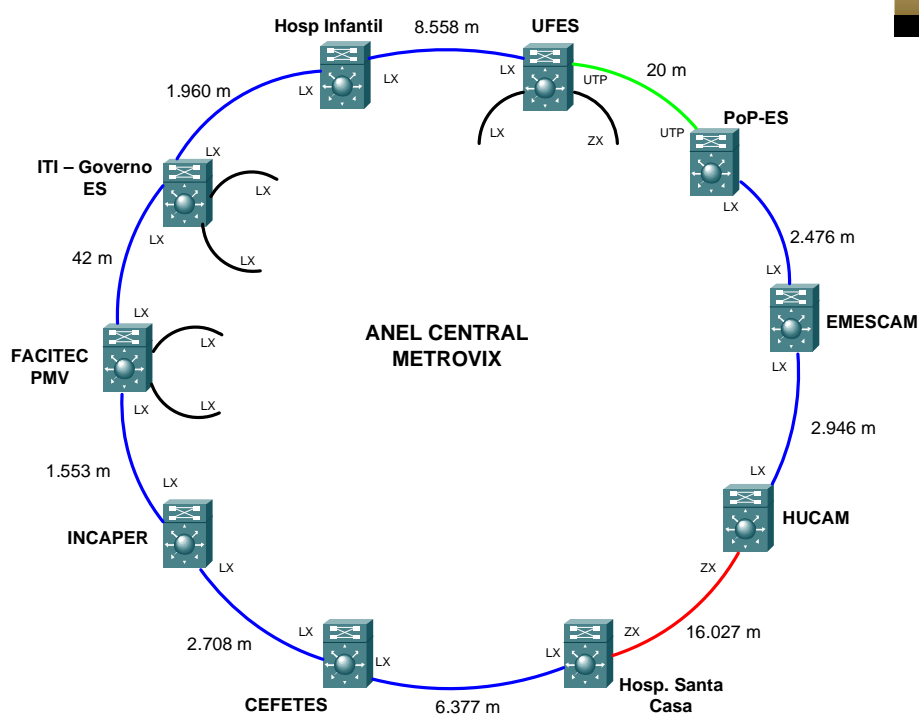 Hosp Infantil
8.558 m
UFES
LX
LX
LX
UTP
20 m
1.960 m
LX
ZX
UTP
PoP-ES
LX
ITI – Governo
ES
LX
LX
LX
LX
2.476 m
42 m
LX
LX
EMESCAM
LX
FACITEC
PMV
LX
LX
LX
ANEL CENTRAL
METROVIX
2.946 m
1.553 m
LX
LX
HUCAM
INCAPER
LX
ZX
2.708 m
LX
LX
CEFETES
6.377 m
LX
ZX
16.027 m
Hosp. Santa
Casa